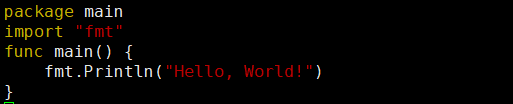 package main
import "fmt"
func main() {
    fmt.Println("Hello, World!")
}